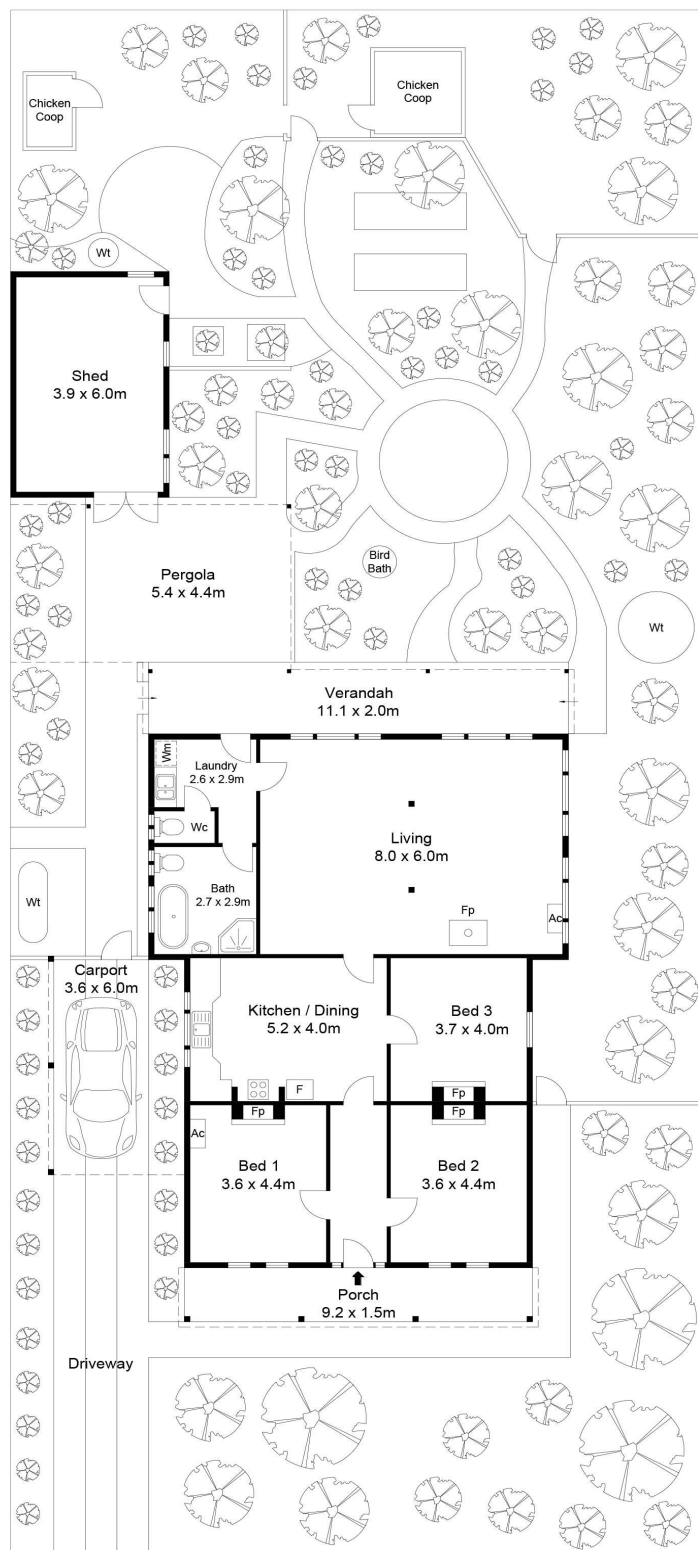 Chicken
Coop
Chicken
Coop
Wt
Shed
3.9 x 6.0m
Bird
Bath
Pergola
5.4 x 4.4m
Wt
Verandah
11.1 x 2.0m
Wm
Laundry
2.6 x 2.9m
Wc
Living
8.0 x 6.0m
Bath
2.7 x 2.9m
Fp
Ac
Wt
Carport
3.6 x 6.0m
Kitchen / Dining
5.2 x 4.0m
Bed 3
3.7 x 4.0m
F
Fp
Fp
Fp
Ac
Bed 1
3.6 x 4.4m
Bed 2
3.6 x 4.4m
Porch
9.2 x 1.5m
Driveway